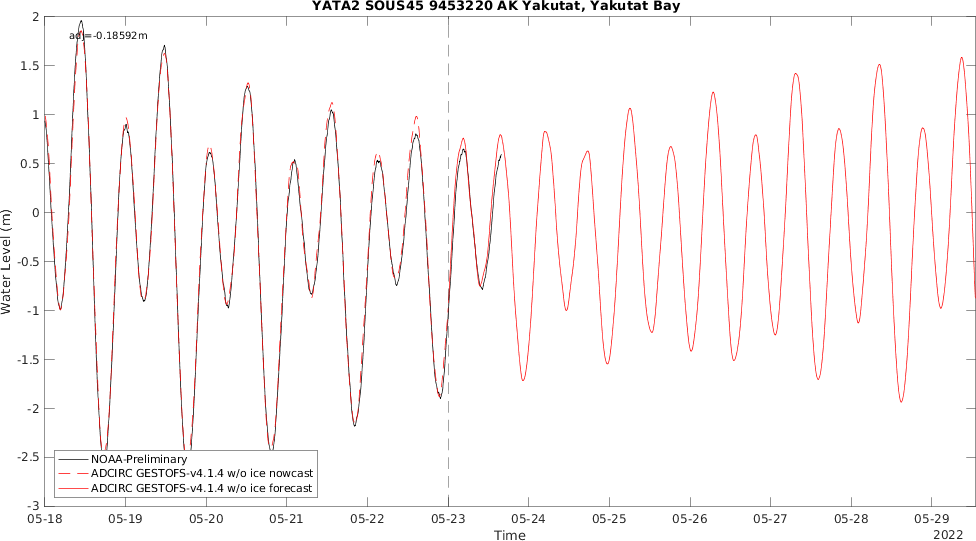 YATA2 SOUS45 9453220 AK Yakutat, Yakutat Bay
adj=-0.18592m
Water Level (m)
2
1.5
1
0.5
0
-0.5
-1
-1.5
-2
-2.5
-3
NOAA-Preliminary
ADCIRC GESTOFS-v4.1.4 w/o ice nowcast
ADCIRC GESTOFS-v4.1.4 w/o ice forecast
05-18 05-19 05-20 05-21 05-22 05-23 05-24 05-25 05-26 05-27 05-28 05-29
Time
2022